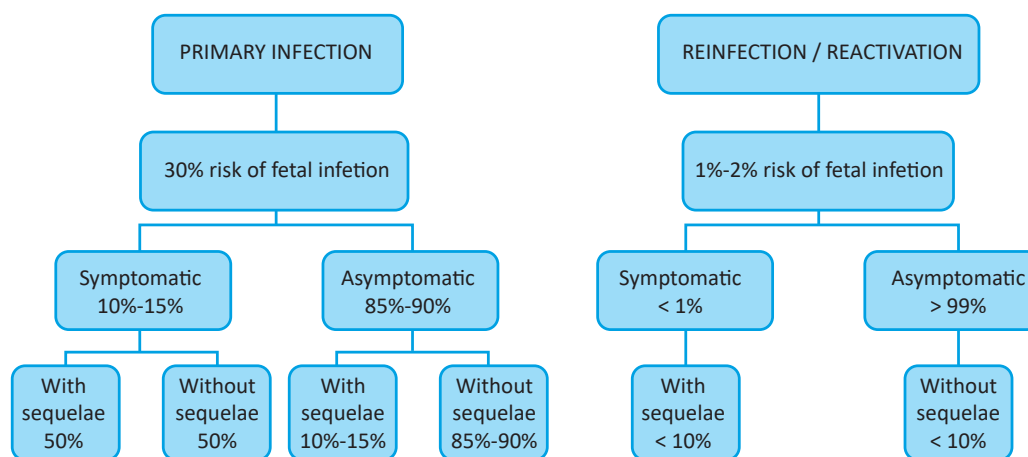 PRIMARY INFECTION
REINFECTION / REACTIVATION
30% risk of fetal infetion
1%-2% risk of fetal infetion
Symptomatic
10%-15%
Asymptomatic
85%-90%
Symptomatic
< 1%
Asymptomatic
> 99%
With
sequelae
50%
Without
sequelae
50%
With
sequelae
10%-15%
Without
sequelae
85%-90%
With
sequelae
< 10%
Without
sequelae
< 10%